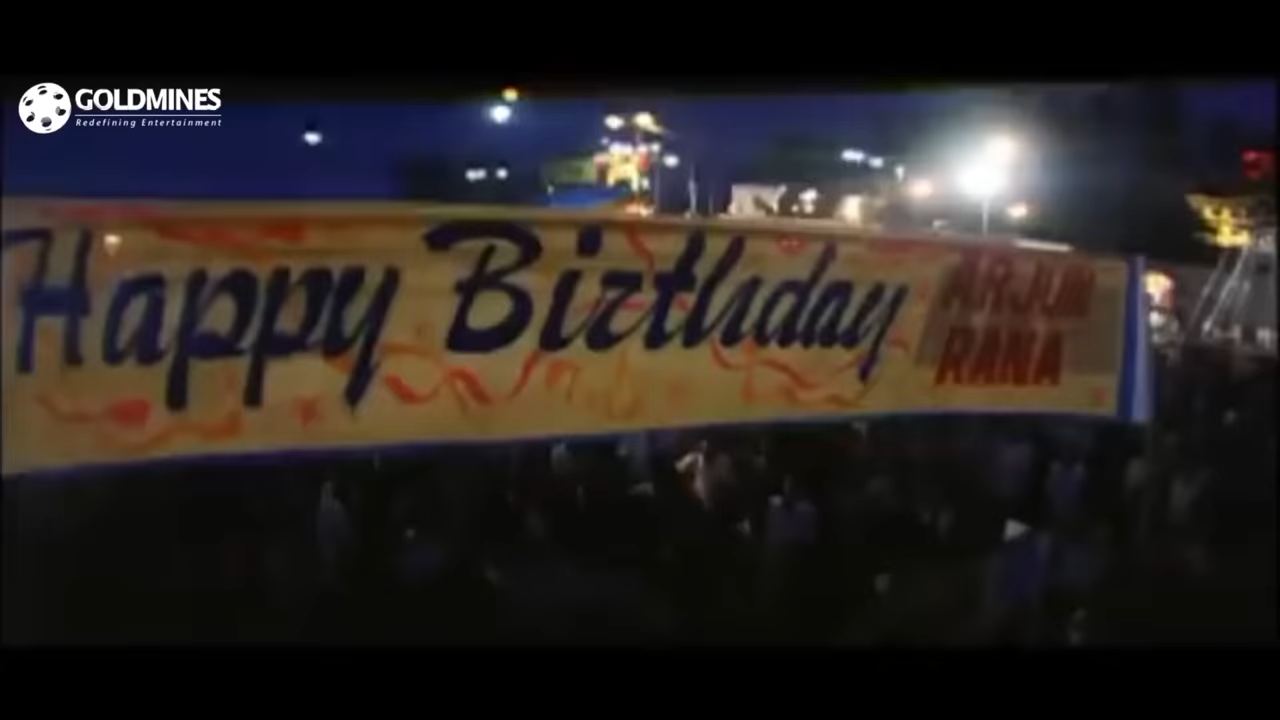 GOLDMINES
Redefining Entertainment
Happy Birthday
ARJUN
RANA